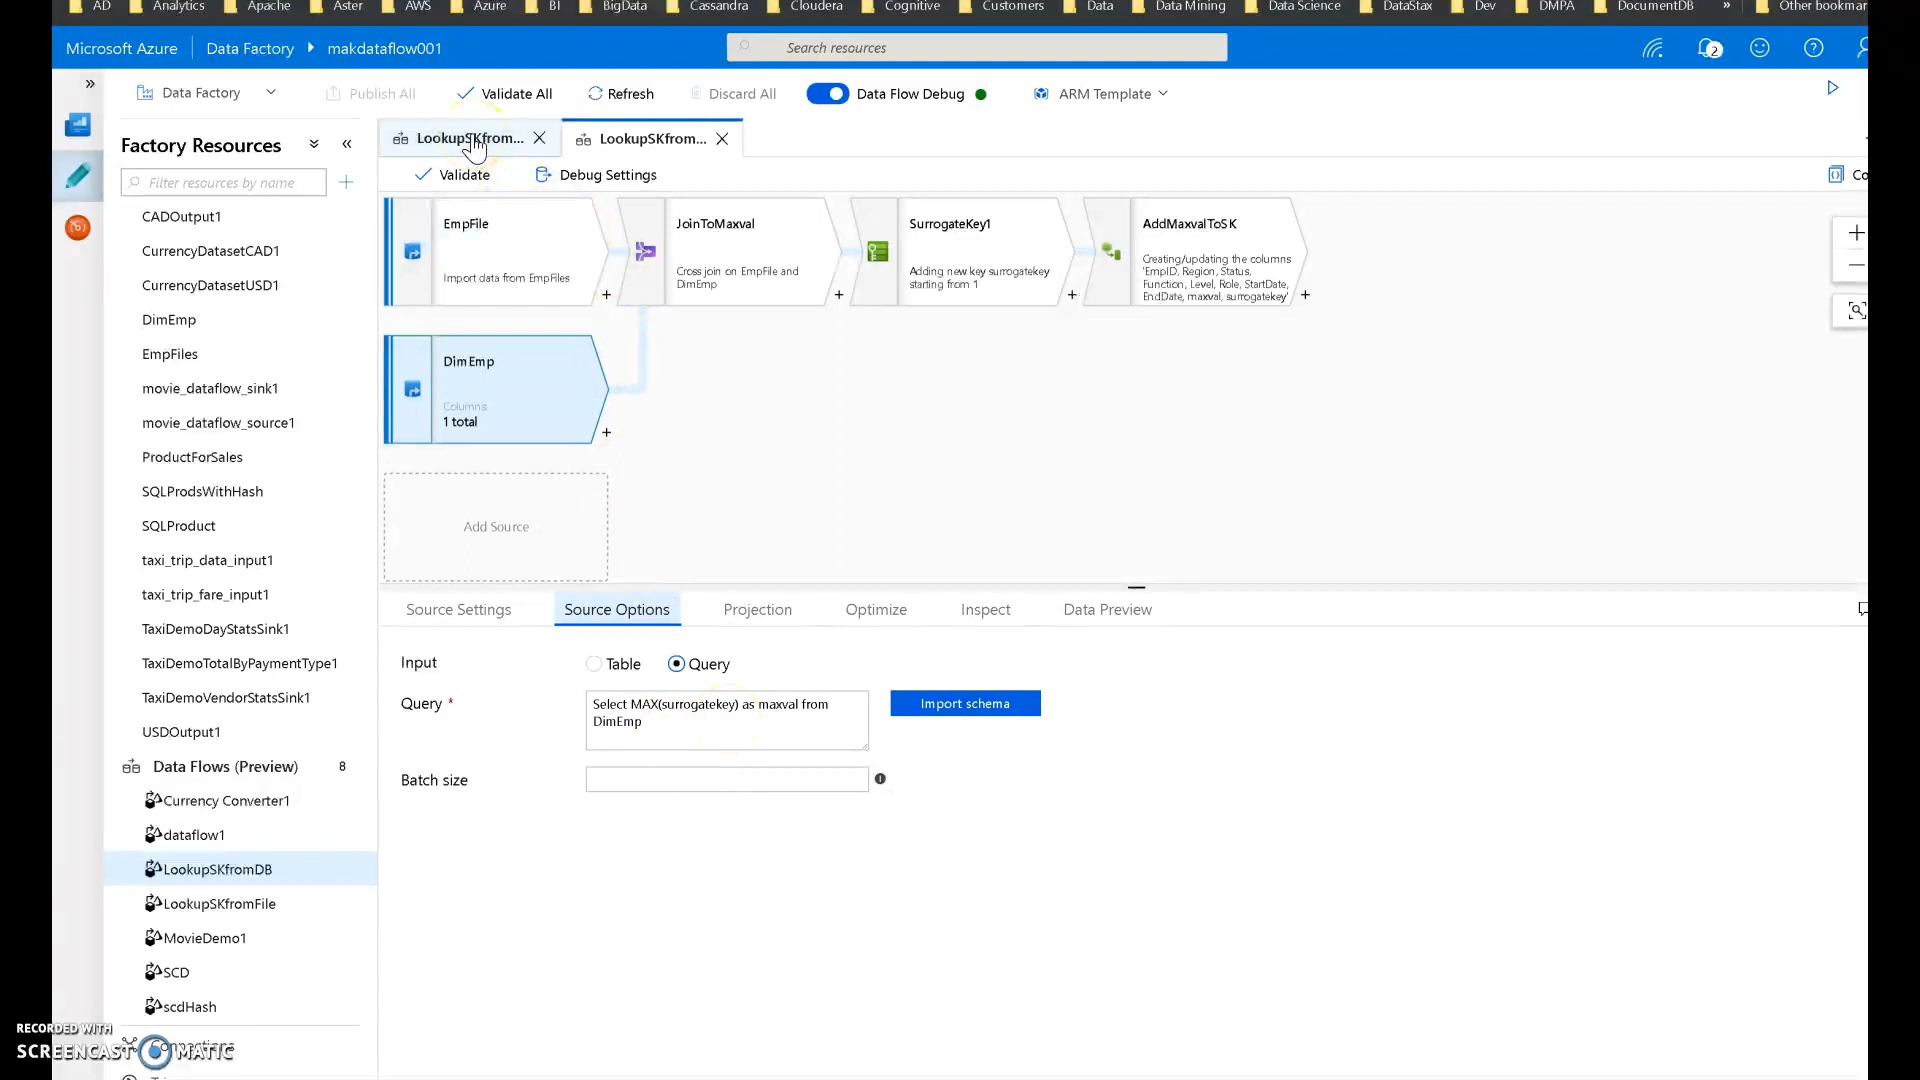 AD Analytics Apache Aster AWS Azure BI BigData Cassandra Cloudera Cognitive Customers Data Data Mining Data Science DataStax Dev DMPA DocumentDB » Other bookmar
Microsoft Azure Data Factory makdataflow001 Search resources 2
Data Factory Publish All Validate All Refresh Discard All Data Flow Debug ARM Template
Factory Resources
Filter resources by name
CADOutput1
CurrencyDatasetCAD1
CurrencyDatasetUSD1
DimEmp
EmpFiles
movie_dataflow_sink1
movie_dataflow_source1
ProductForSales
SQLProdsWithHash
SQLProduct
taxi_trip_data_input1
taxi_trip_fare_input1
TaxiDemoDayStatsSink1
TaxiDemoTotalByPaymentType1
TaxiDemoVendorStatsSink1
USDOutput1
Data Flows (Preview) 8
Currency Converter1
dataflow1
LookupSKfromDB
LookupSKfromFile
MovieDemo1
SCD
scdHash
Connections
LookupSKfrom... LookupSKfrom...
Validate Debug Settings Co
EmpFile
Import data from EmpFiles
JoinToMaxval
Cross join on EmpFile and
DimEmp
SurrogateKey1
Adding new key surrogatekey
starting from 1
AddMaxvalToSK
Creating/updating the columns
'EmpID, Region, Status,
Function, Level, Role, StartDate,
EndDate, maxval, surrogatekey'
DimEmp
Columns
1 total
Add Source
Source Settings Source Options Projection Optimize Inspect Data Preview
Input Table Query
Query * Select MAX(surrogatekey) as maxval from
DimEmp
Import schema
Batch size
RECORDED WITH
SCREENCAST MATIC